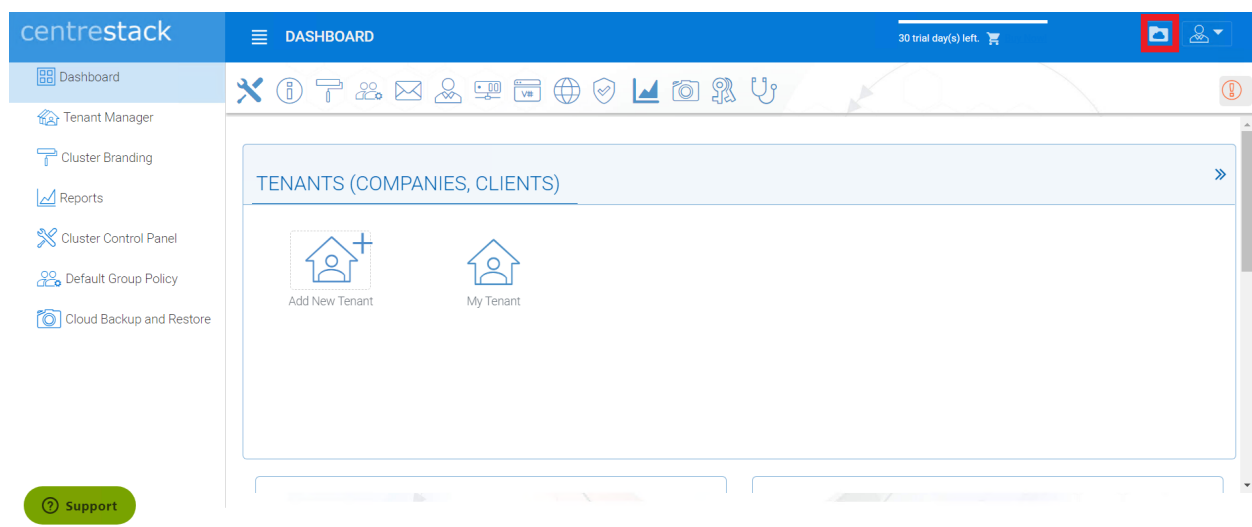 centrestack
DASHBOARD
30 trial day(s) left.
Dashboard
Tenant Manager
Cluster Branding
Reports
Cluster Control Panel
Default Group Policy
Cloud Backup and Restore
TENANTS (COMPANIES, CLIENTS)
Add New Tenant
My Tenant
Support